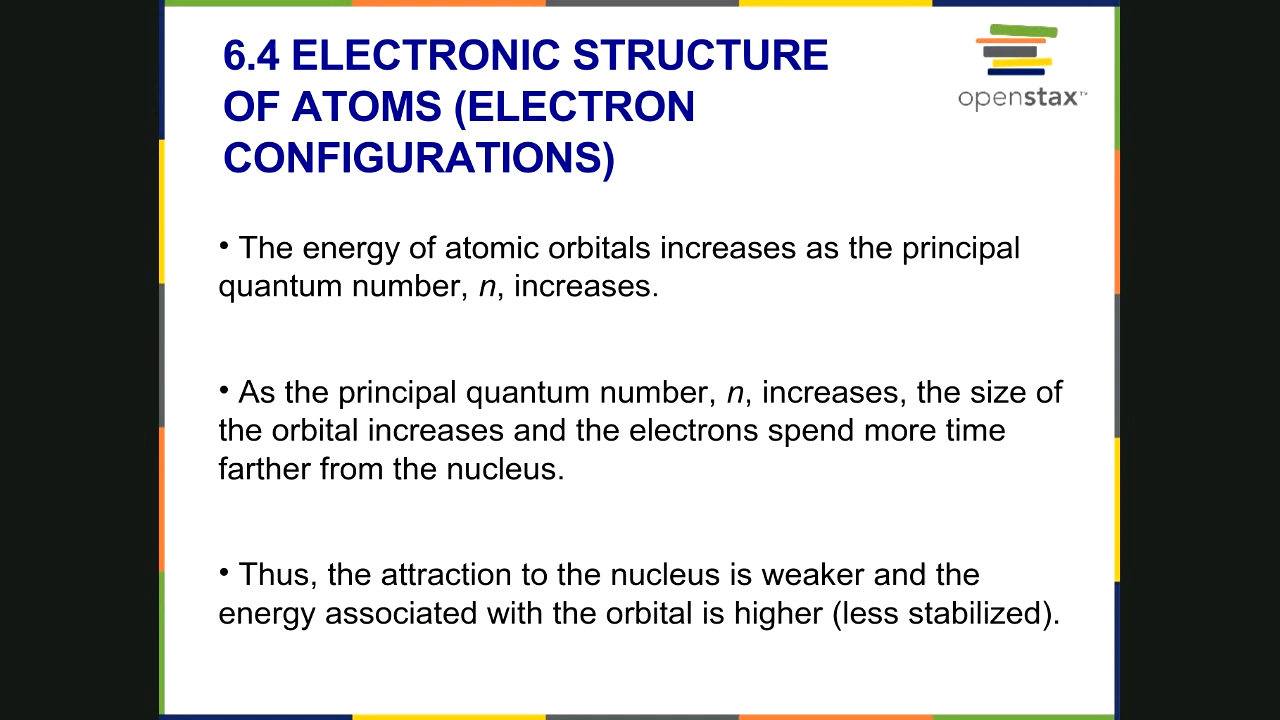 6.4 ELECTRONIC STRUCTURE
OF ATOMS (ELECTRON
CONFIGURATIONS)
openstax™
• The energy of atomic orbitals increases as the principal
quantum number, n, increases.
• As the principal quantum number, n, increases, the size of
the orbital increases and the electrons spend more time
farther from the nucleus.
• Thus, the attraction to the nucleus is weaker and the
energy associated with the orbital is higher (less stabilized).